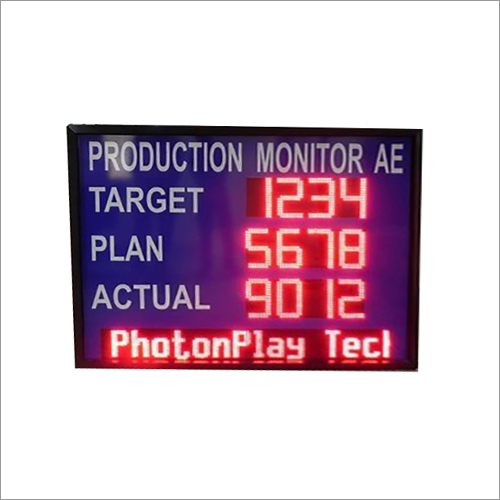 PRODUCTION MONITOR AE
TARGET 1234
PLAN 5678
ACTUAL 9012
PhotonPlay Tecl